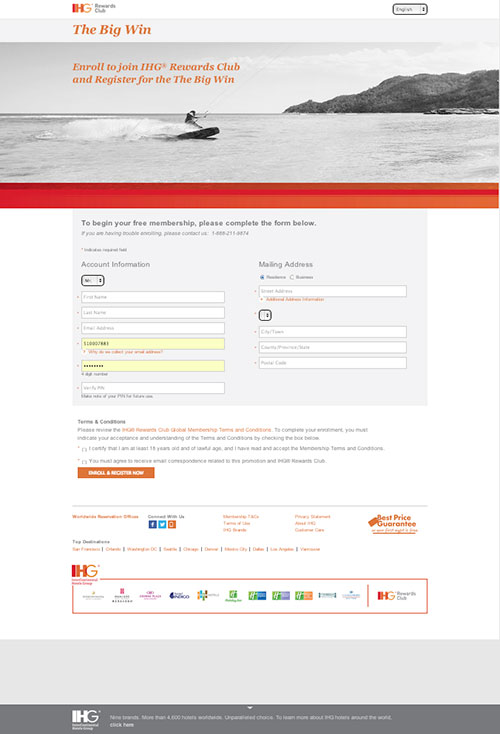 IHG® Rewards Club
English
The Big Win
Enroll to join IHG® Rewards Club
and Register for the The Big Win
To begin your free membership, please complete the form below.
If you are having trouble enrolling, please contact us: 1-888-211-9874
* Indicates required field
Account Information
Mailing Address
Mr.
Residence
Business
First Name
Street Address
Additional Address Information
Last Name
Email Address
City/Town
510007883
County/Province/State
Why do we collect your email address?
Postal Code
4 digit number
Verify PIN
Make note of your PIN for future use.
Terms & Conditions
Please review the IHG® Rewards Club Global Membership Terms and Conditions. To complete your enrollment, you must
indicate your acceptance and understanding of the Terms and Conditions by checking the box below.
* I certify that I am at least 18 years old and of lawful age, and I have read and accept the Membership Terms and Conditions.
* You must agree to receive email correspondence related to this promotion and IHG® Rewards Club.
ENROLL & REGISTER NOW
Worldwide Reservation Offices
Connect With Us
Membership T&Cs
Terms of Use
IHG Brands
Privacy Statement
About IHG
Customer Care
Best Price
Guarantee
Top Destinations
San Francisco | Orlando | Washington DC | Seattle | Chicago | Denver | Mexico City | Dallas | Los Angeles | Vancouver
IHG®
InterContinental
Hotels Group
CROWNE PLAZA
INDIGO
Holiday Inn
IHG® Rewards Club
IHG®
InterContinental
Hotels Group
Nine brands. More than 4,600 hotels worldwide. Unparalleled choice. To learn more about IHG hotels around the world,
click here